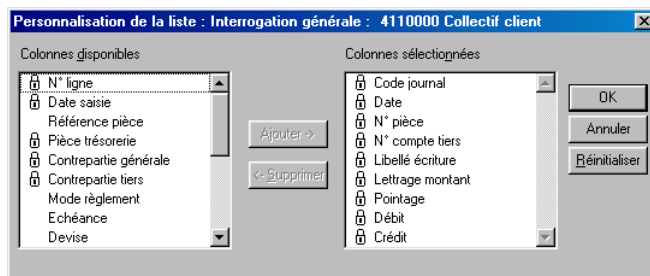 Personnalisation de la liste : Interrogation générale : 4110000 Collectif client
Colonnes disponibles
N° ligne
Date saisie
Référence pièce
Pièce trésorerie
Contrepartie générale
Contrepartie tiers
Mode règlement
Echéance
Devise
Ajouter ->
<- Supprimer
Colonnes sélectionnées
Code journal
Date
N° pièce
N° compte tiers
Libellé écriture
Lettrage montant
Pointage
Débit
Crédit
OK
Annuler
Réinitialiser